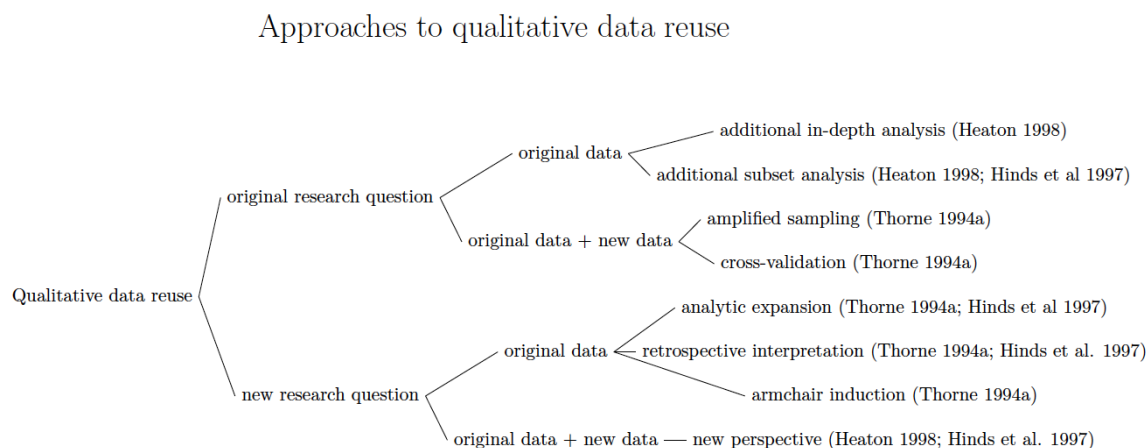 Approaches to qualitative data reuse
additional in-depth analysis (Heaton 1998)
original data
additional subset analysis (Heaton 1998; Hinds et al 1997)
original research question
amplified sampling (Thorne 1994a)
original data + new data
cross-validation (Thorne 1994a)
Qualitative data reuse
analytic expansion (Thorne 1994a; Hinds et al 1997)
original data
retrospective interpretation (Thorne 1994a; Hinds et al. 1997)
new research question
armchair induction (Thorne 1994a)
original data + new data
new perspective (Heaton 1998; Hinds et al. 1997)